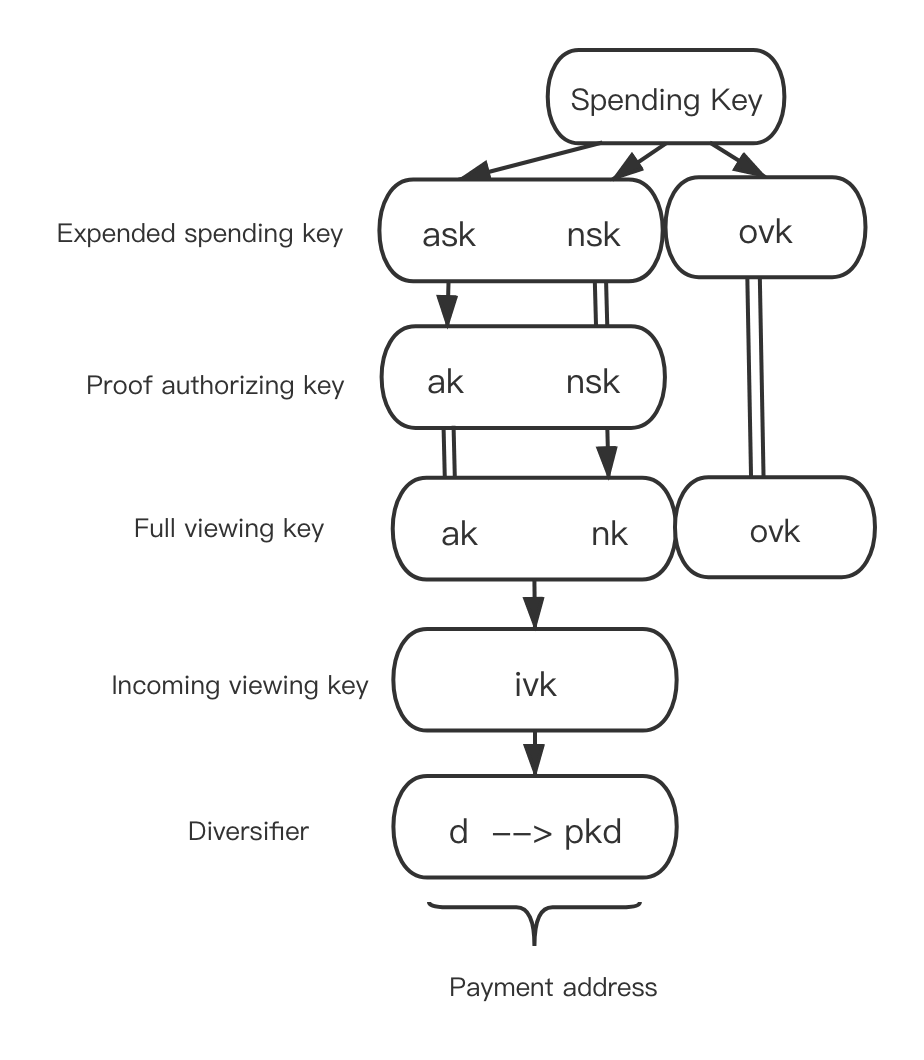 Spending Key
Expended spending key
ask nsk
ovk
Proof authorizing key
ak nsk
Full viewing key
ak nk
ovk
Incoming viewing key
ivk
Diversifier
d --> pkd
Payment address